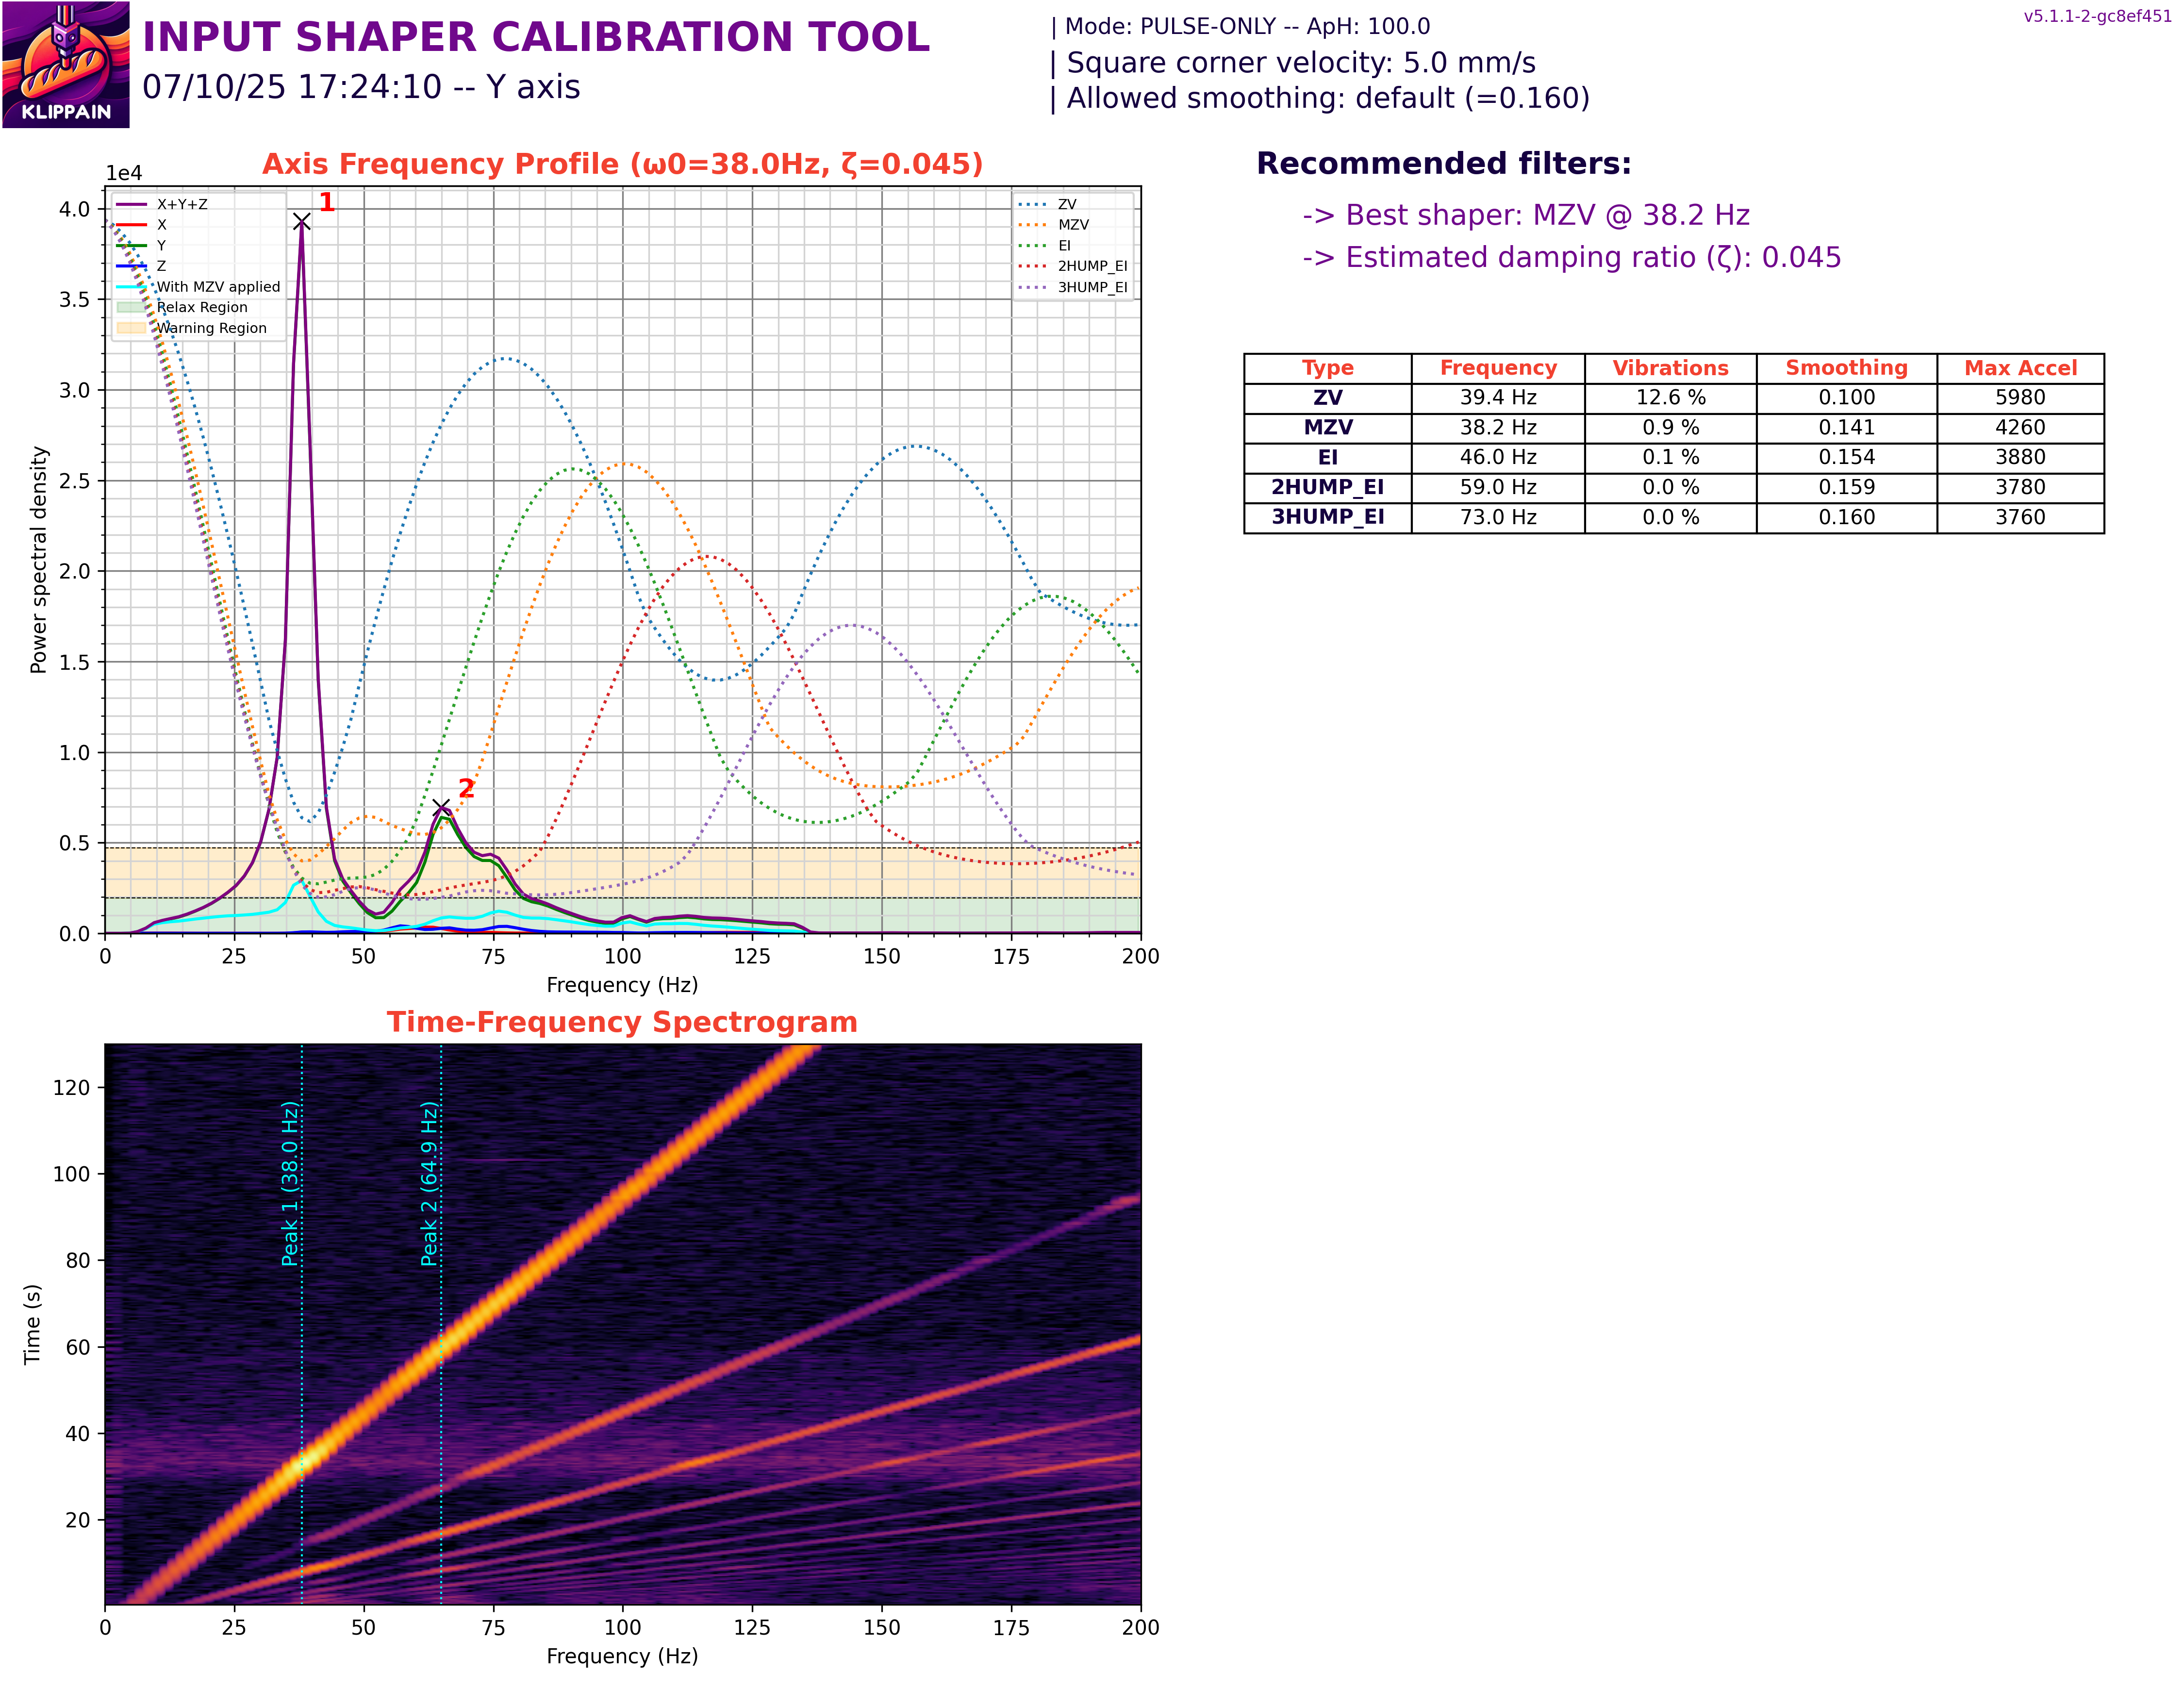 KLIPPAIN
INPUT SHAPER CALIBRATION TOOL
07/10/25 17:24:10 -- Y axis
| Mode: PULSE-ONLY -- ApH: 100.0
| Square corner velocity: 5.0 mm/s
| Allowed smoothing: default (=0.160)
v5.1.1-2-gc8ef451
Axis Frequency Profile (ω0=38.0Hz, ζ=0.045)
1e4
4.0
3.5
3.0
2.5
2.0
1.5
1.0
0.5
0.0
Power spectral density
X+Y+Z
X
Y
Z
With MZV applied
Relax Region
Warning Region
1
2
ZV
MZV
EI
2HUMP_EI
3HUMP_EI
0 25 50 75 100 125 150 175 200
Frequency (Hz)
Recommended filters:
-> Best shaper: MZV @ 38.2 Hz
-> Estimated damping ratio (ζ): 0.045
Type Frequency Vibrations Smoothing Max Accel
ZV 39.4 Hz 12.6 % 0.100 5980
MZV 38.2 Hz 0.9 % 0.141 4260
EI 46.0 Hz 0.1 % 0.154 3880
2HUMP_EI 59.0 Hz 0.0 % 0.159 3780
3HUMP_EI 73.0 Hz 0.0 % 0.160 3760
Time-Frequency Spectrogram
120
100
80
60
40
20
Time (s)
Peak 1 (38.0 Hz)
Peak 2 (64.9 Hz)
0 25 50 75 100 125 150 175 200
Frequency (Hz)